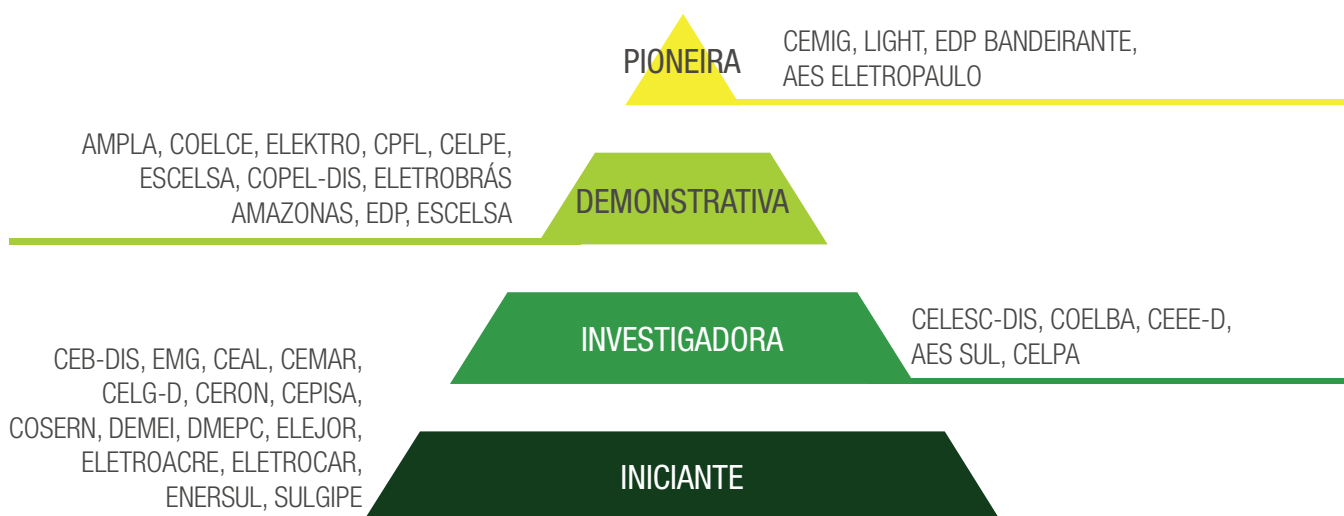 PIONEIRA
CEMIG, LIGHT, EDP BANDEIRANTE,
AES ELETROPAULO
AMPLA, COELCE, ELEKTRO, CPFL, CELPE,
ESCELSA, COPEL-DIS, ELETROBRÁS
AMAZONAS, EDP, ESCELSA
DEMONSTRATIVA
INVESTIGADORA
CELESC-DIS, COELBA, CEEE-D,
AES SUL, CELPA
CEB-DIS, EMG, CEAL, CEMAR,
CELG-D, CERON, CEPISA,
COSERN, DEMEI, DMEPC, ELEJOR,
ELETROACRE, ELETROCAR,
ENERSUL, SULGIPE
INICIANTE